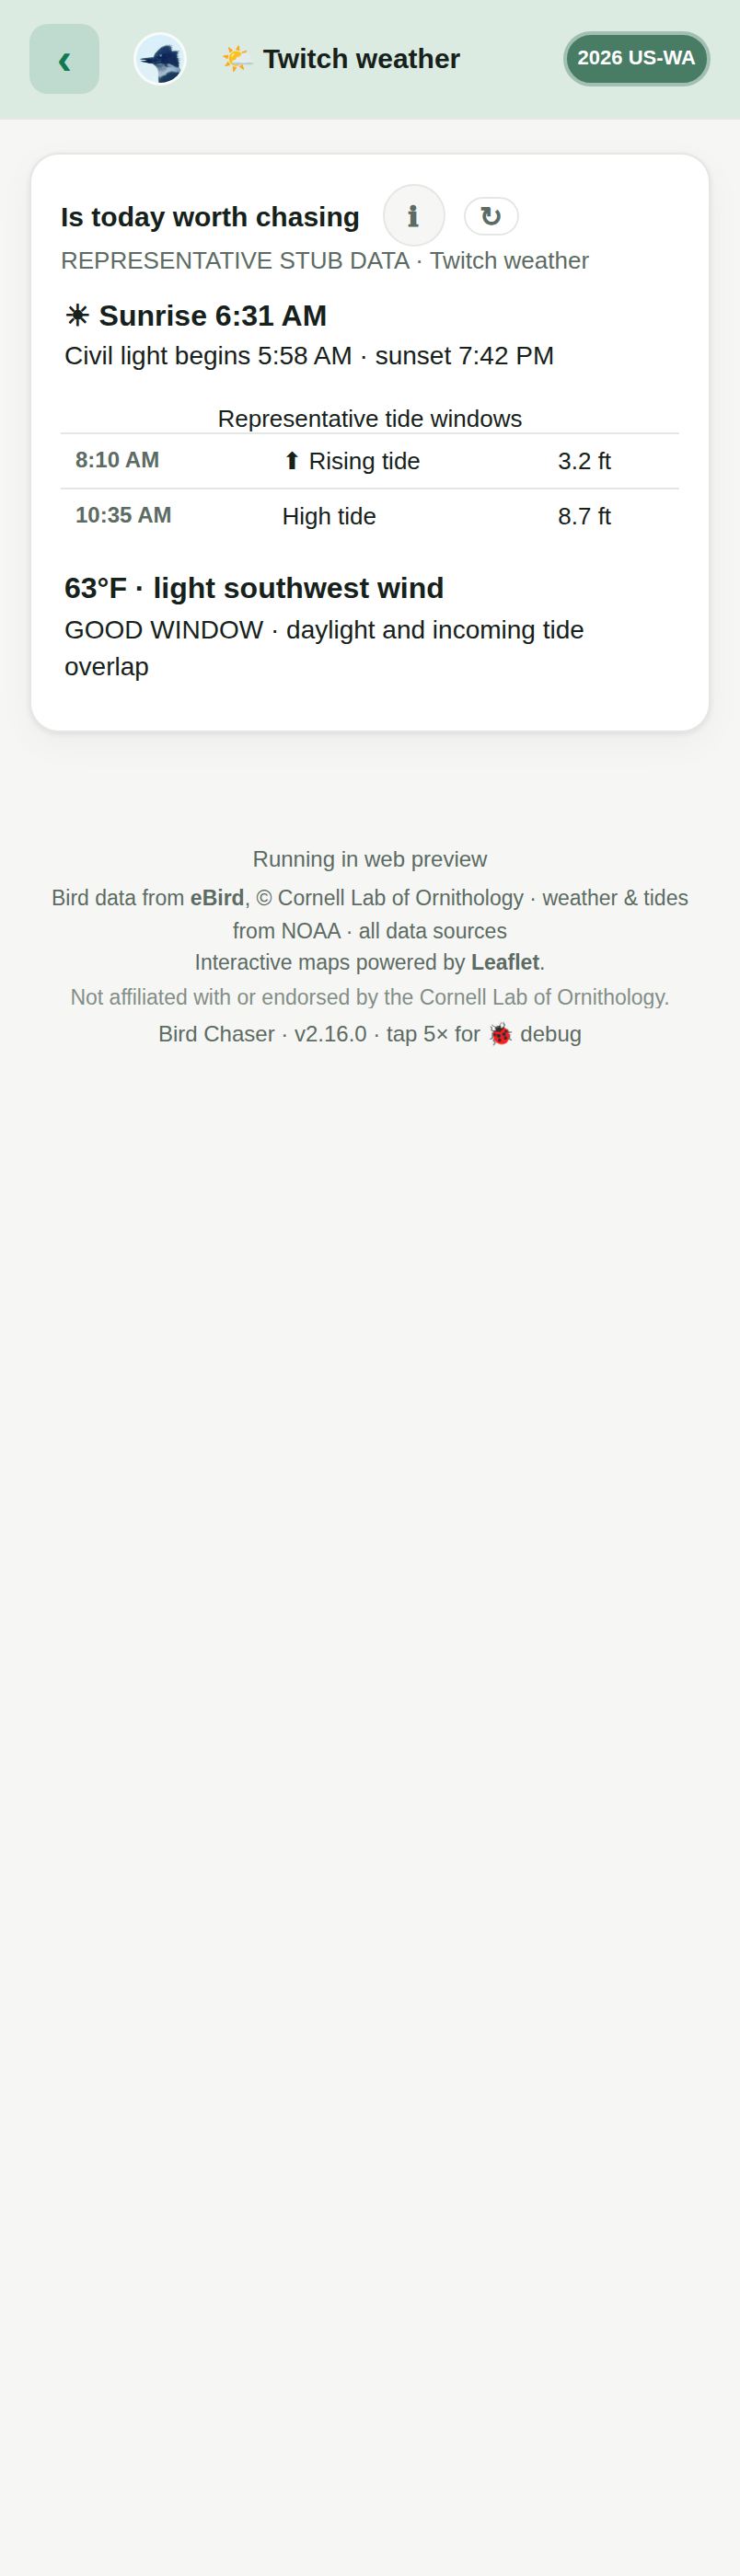 ‹ 🌤️ Twitch weather 2026 US-WA
Is today worth chasing ℹ ↻
REPRESENTATIVE STUB DATA · Twitch weather
☀ Sunrise 6:31 AM
Civil light begins 5:58 AM · sunset 7:42 PM
Representative tide windows
8:10 AM ⬆ Rising tide 3.2 ft
10:35 AM High tide 8.7 ft
63°F · light southwest wind
GOOD WINDOW · daylight and incoming tide
overlap
Running in web preview
Bird data from eBird, © Cornell Lab of Ornithology · weather & tides
from NOAA · all data sources
Interactive maps powered by Leaflet.
Not affiliated with or endorsed by the Cornell Lab of Ornithology.
Bird Chaser · v2.16.0 · tap 5× for 🐞 debug